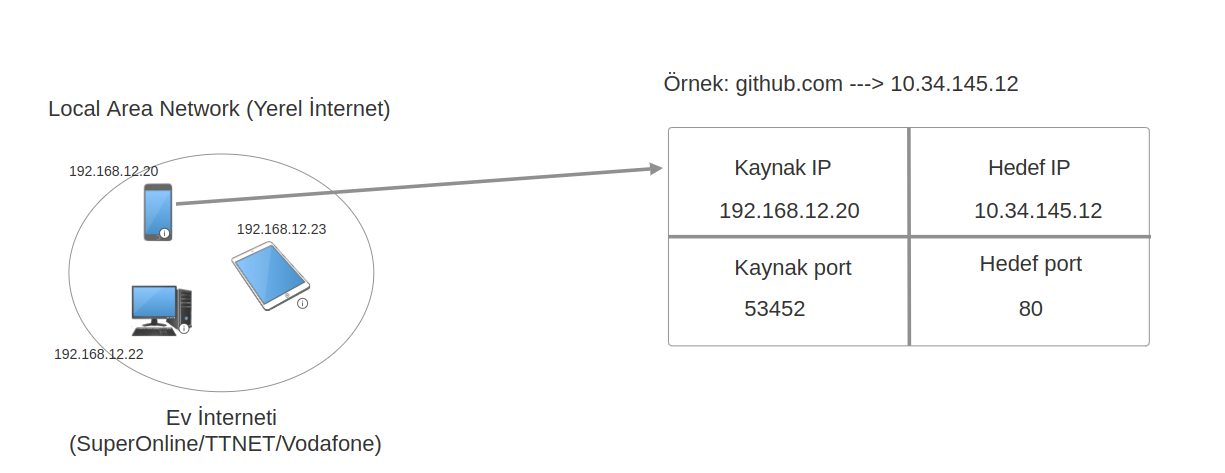 Örnek: github.com ---> 10.34.145.12
Local Area Network (Yerel İnternet)
192.168.12.20
192.168.12.23
192.168.12.22
Ev İnterneti
(SuperOnline/TTNET/Vodafone)
Kaynak IP
192.168.12.20
Hedef IP
10.34.145.12
Kaynak port
53452
Hedef port
80